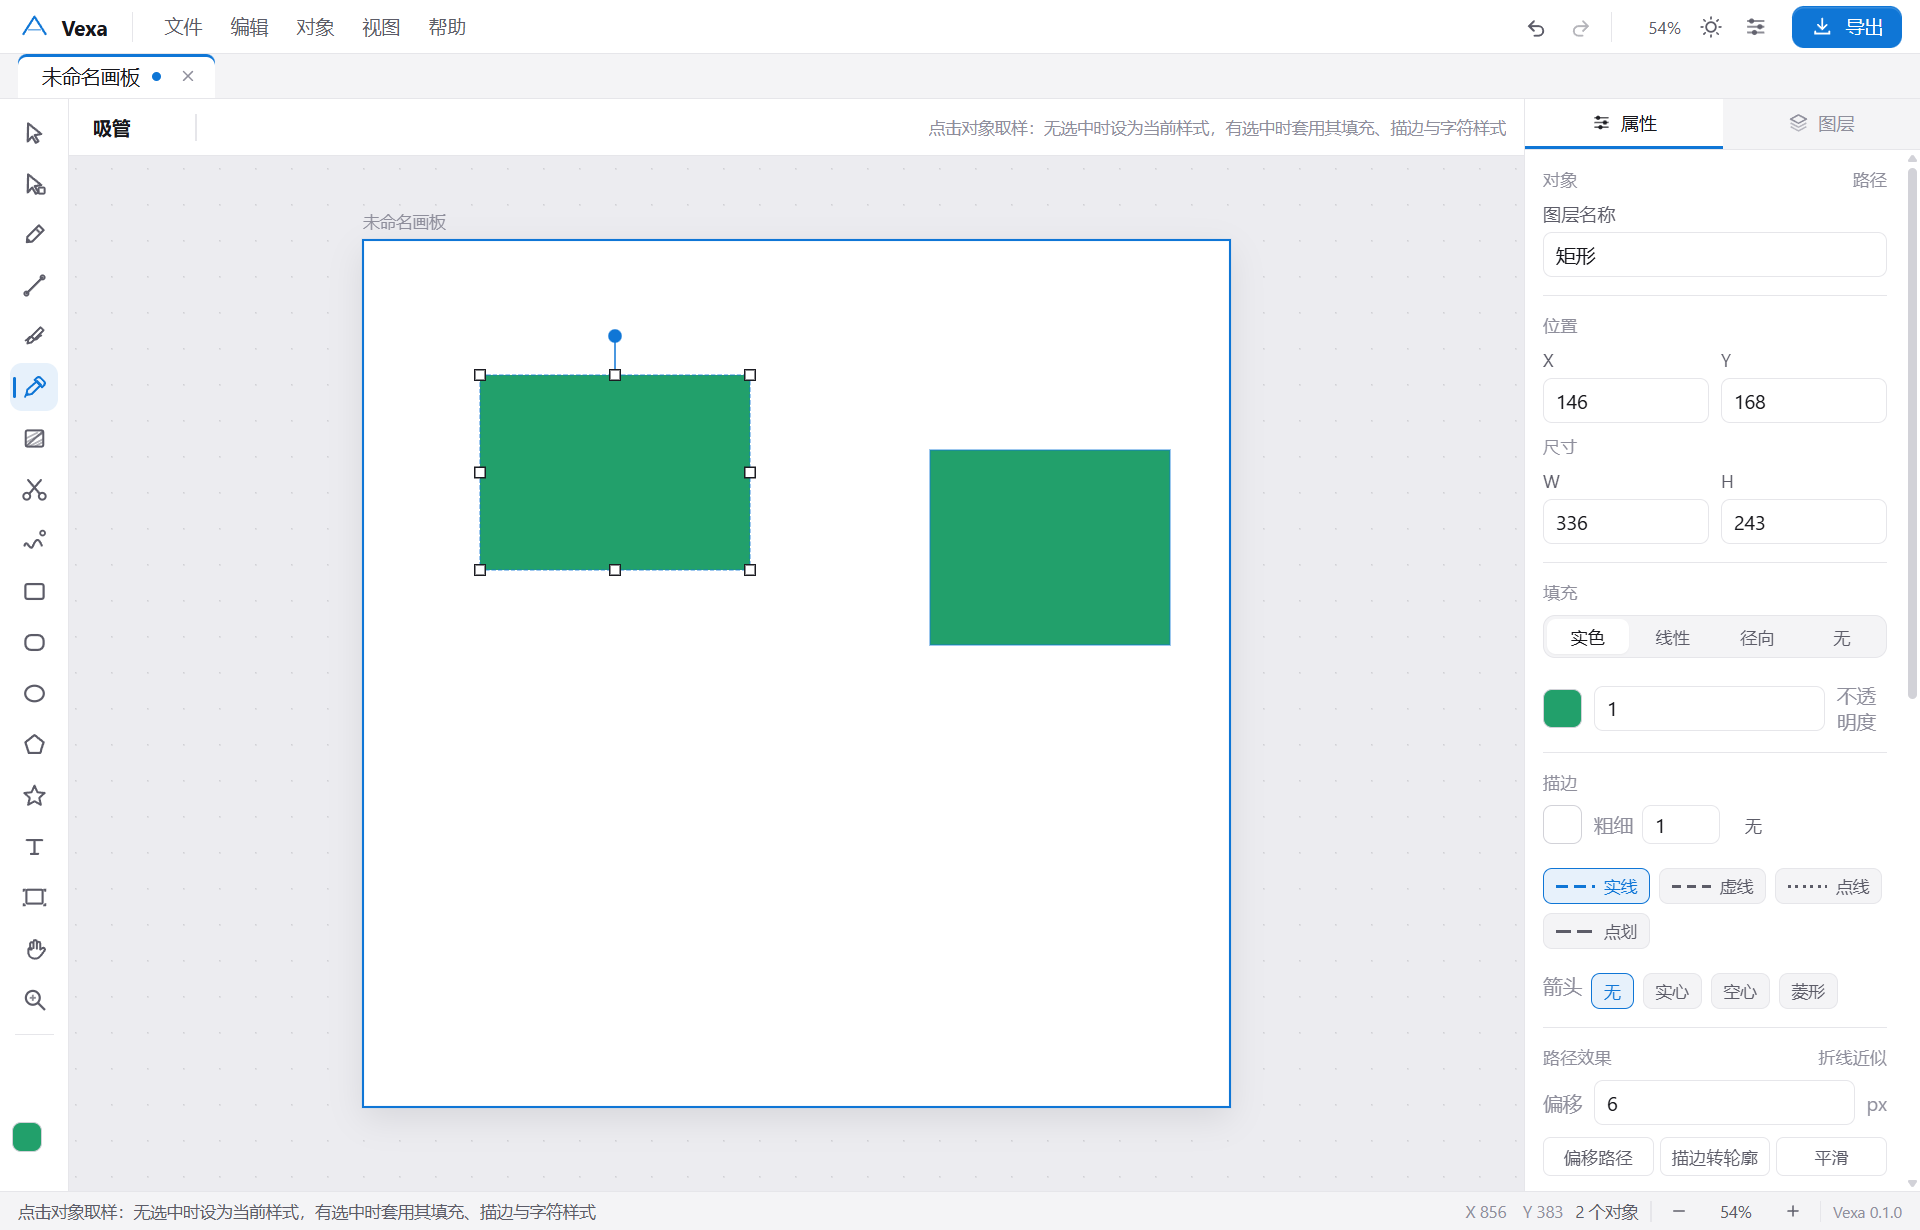 Vexa
文件 编辑 对象 视图 帮助
54%
导出
未命名画板
吸管
点击对象取样：无选中时设为当前样式，有选中时套用其填充、描边与字符样式
属性
图层
未命名画板
对象 路径
图层名称
矩形
位置
X Y
146 168
尺寸
W H
336 243
填充
实色 线性 径向 无
1
不透
明度
描边
粗细 1 无
实线 虚线 点线
点划
箭头 无 实心 空心 菱形
路径效果 折线近似
偏移 6 px
偏移路径 描边转轮廓 平滑
点击对象取样：无选中时设为当前样式，有选中时套用其填充、描边与字符样式
X 856 Y 383 2 个对象 54% Vexa 0.1.0